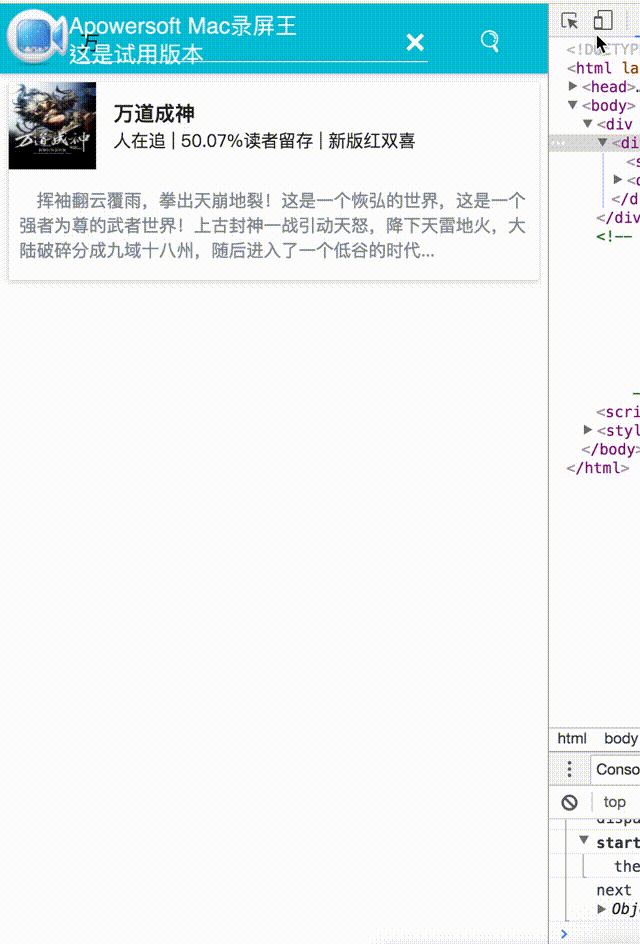 Apowersoft Mac录屏王
万
这是试用版本
万道成神
人在追 | 50.07%读者留存 | 新版红双喜
挥袖翻云覆雨，拳出天崩地裂！这是一个恢弘的世界，这是一个
强者为尊的武者世界！上古封神一战引动天怒，降下天雷地火，大
陆破碎分成九域十八州，随后进入了一个低谷的时代...
万道成神
<!DOCTYP
<html la
<head>…
<body>
<div
<di
<s
<d
</d
</div
<!--
<scri
<style
</body>
</html>
html body
Conso
top
dispa
start
the
next
Obje